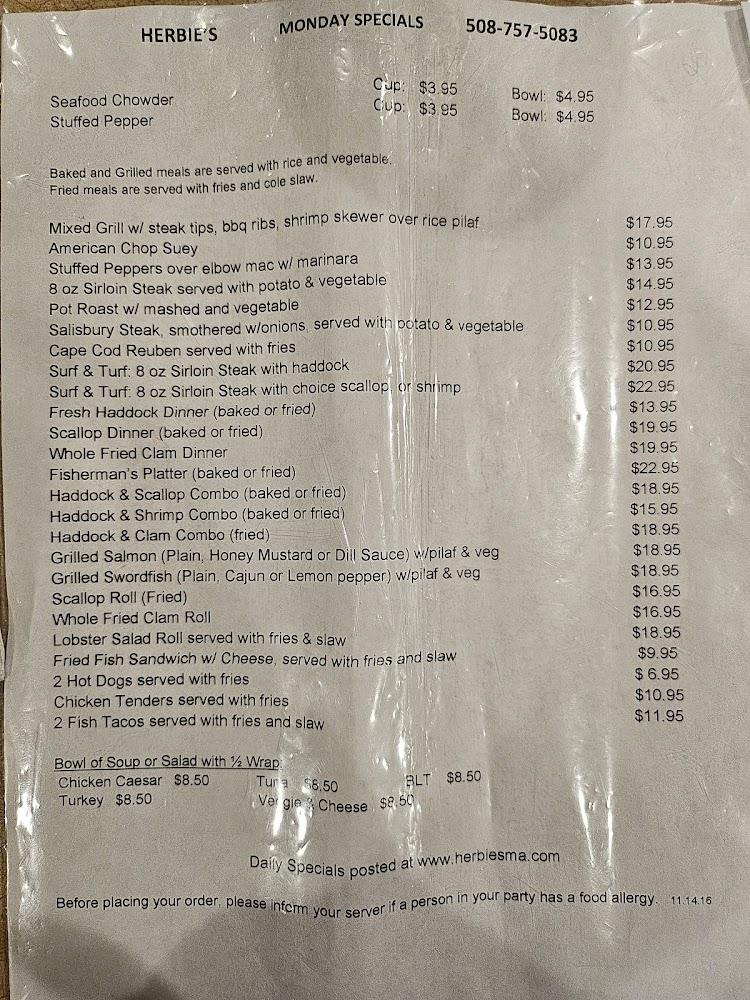 HERBIE'S MONDAY SPECIALS 508-757-5083
Seafood Chowder Cup: $3.95 Bowl: $4.95
Stuffed Pepper Cup: $3.95 Bowl: $4.95
Baked and Grilled meals are served with rice and vegetable.
Fried meals are served with fries and cole slaw.
Mixed Grill w/ steak tips, bbq ribs, shrimp skewer over rice pilaf $17.95
American Chop Suey $10.95
Stuffed Peppers over elbow mac w/ marinara $13.95
8 oz Sirloin Steak served with potato & vegetable $14.95
Pot Roast w/ mashed and vegetable $12.95
Salisbury Steak, smothered w/onions, served with potato & vegetable $10.95
Cape Cod Reuben served with fries $10.95
Surf & Turf: 8 oz Sirloin Steak with haddock $20.95
Surf & Turf: 8 oz Sirloin Steak with choice scallop, or shrimp $22.95
Fresh Haddock Dinner (baked or fried) $13.95
Scallop Dinner (baked or fried) $19.95
Whole Fried Clam Dinner $19.95
Fisherman's Platter (baked or fried) $22.95
Haddock & Scallop Combo (baked or fried) $18.95
Haddock & Shrimp Combo (baked or fried) $15.95
Haddock & Clam Combo (fried) $18.95
Grilled Salmon (Plain, Honey Mustard or Dill Sauce) w/pilaf & veg $18.95
Grilled Swordfish (Plain, Cajun or Lemon pepper) w/pilaf & veg $18.95
Scallop Roll (Fried) $16.95
Whole Fried Clam Roll $16.95
Lobster Salad Roll served with fries & slaw $18.95
Fried Fish Sandwich w/ Cheese, served with fries and slaw $9.95
2 Hot Dogs served with fries $ 6.95
Chicken Tenders served with fries $10.95
2 Fish Tacos served with fries and slaw $11.95
Bowl of Soup or Salad with ½ Wrap:
Chicken Caesar $8.50 Tuna $8.50 BLT $8.50
Turkey $8.50 Veggie & Cheese $8.50
Daily Specials posted at www.herbiesma.com
Before placing your order, please inform your server if a person in your party has a food allergy. 11.14.16